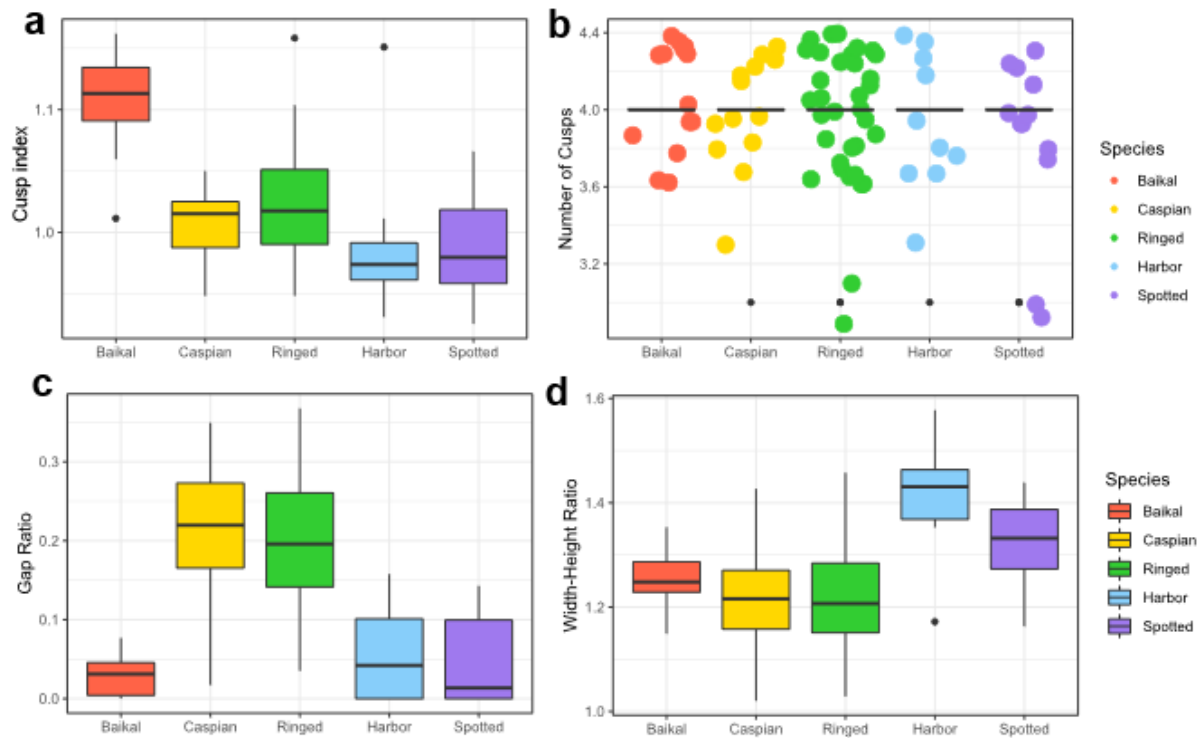 a
Cusp index
1.1
1.0
Baikal Caspian Ringed Harbor Spotted
b
Number of Cusps
4.4
4.0
3.6
3.2
Baikal Caspian Ringed Harbor Spotted
Species
Baikal
Caspian
Ringed
Harbor
Spotted
c
Gap Ratio
0.3
0.2
0.1
0.0
Baikal Caspian Ringed Harbor Spotted
d
Width-Height Ratio
1.6
1.4
1.2
1.0
Baikal Caspian Ringed Harbor Spotted
Species
Baikal
Caspian
Ringed
Harbor
Spotted